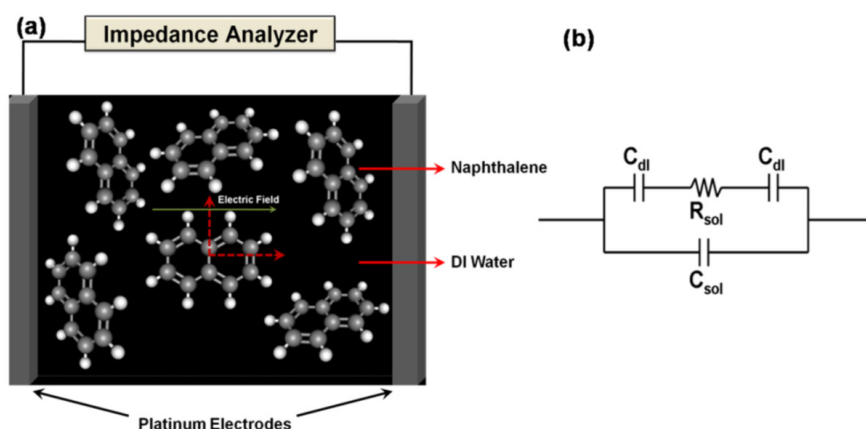 (a)
Impedance Analyzer
(b)
Naphthalene
Electric Field
DI Water
Platinum Electrodes
Cdl
Cdl
Rsol
Csol